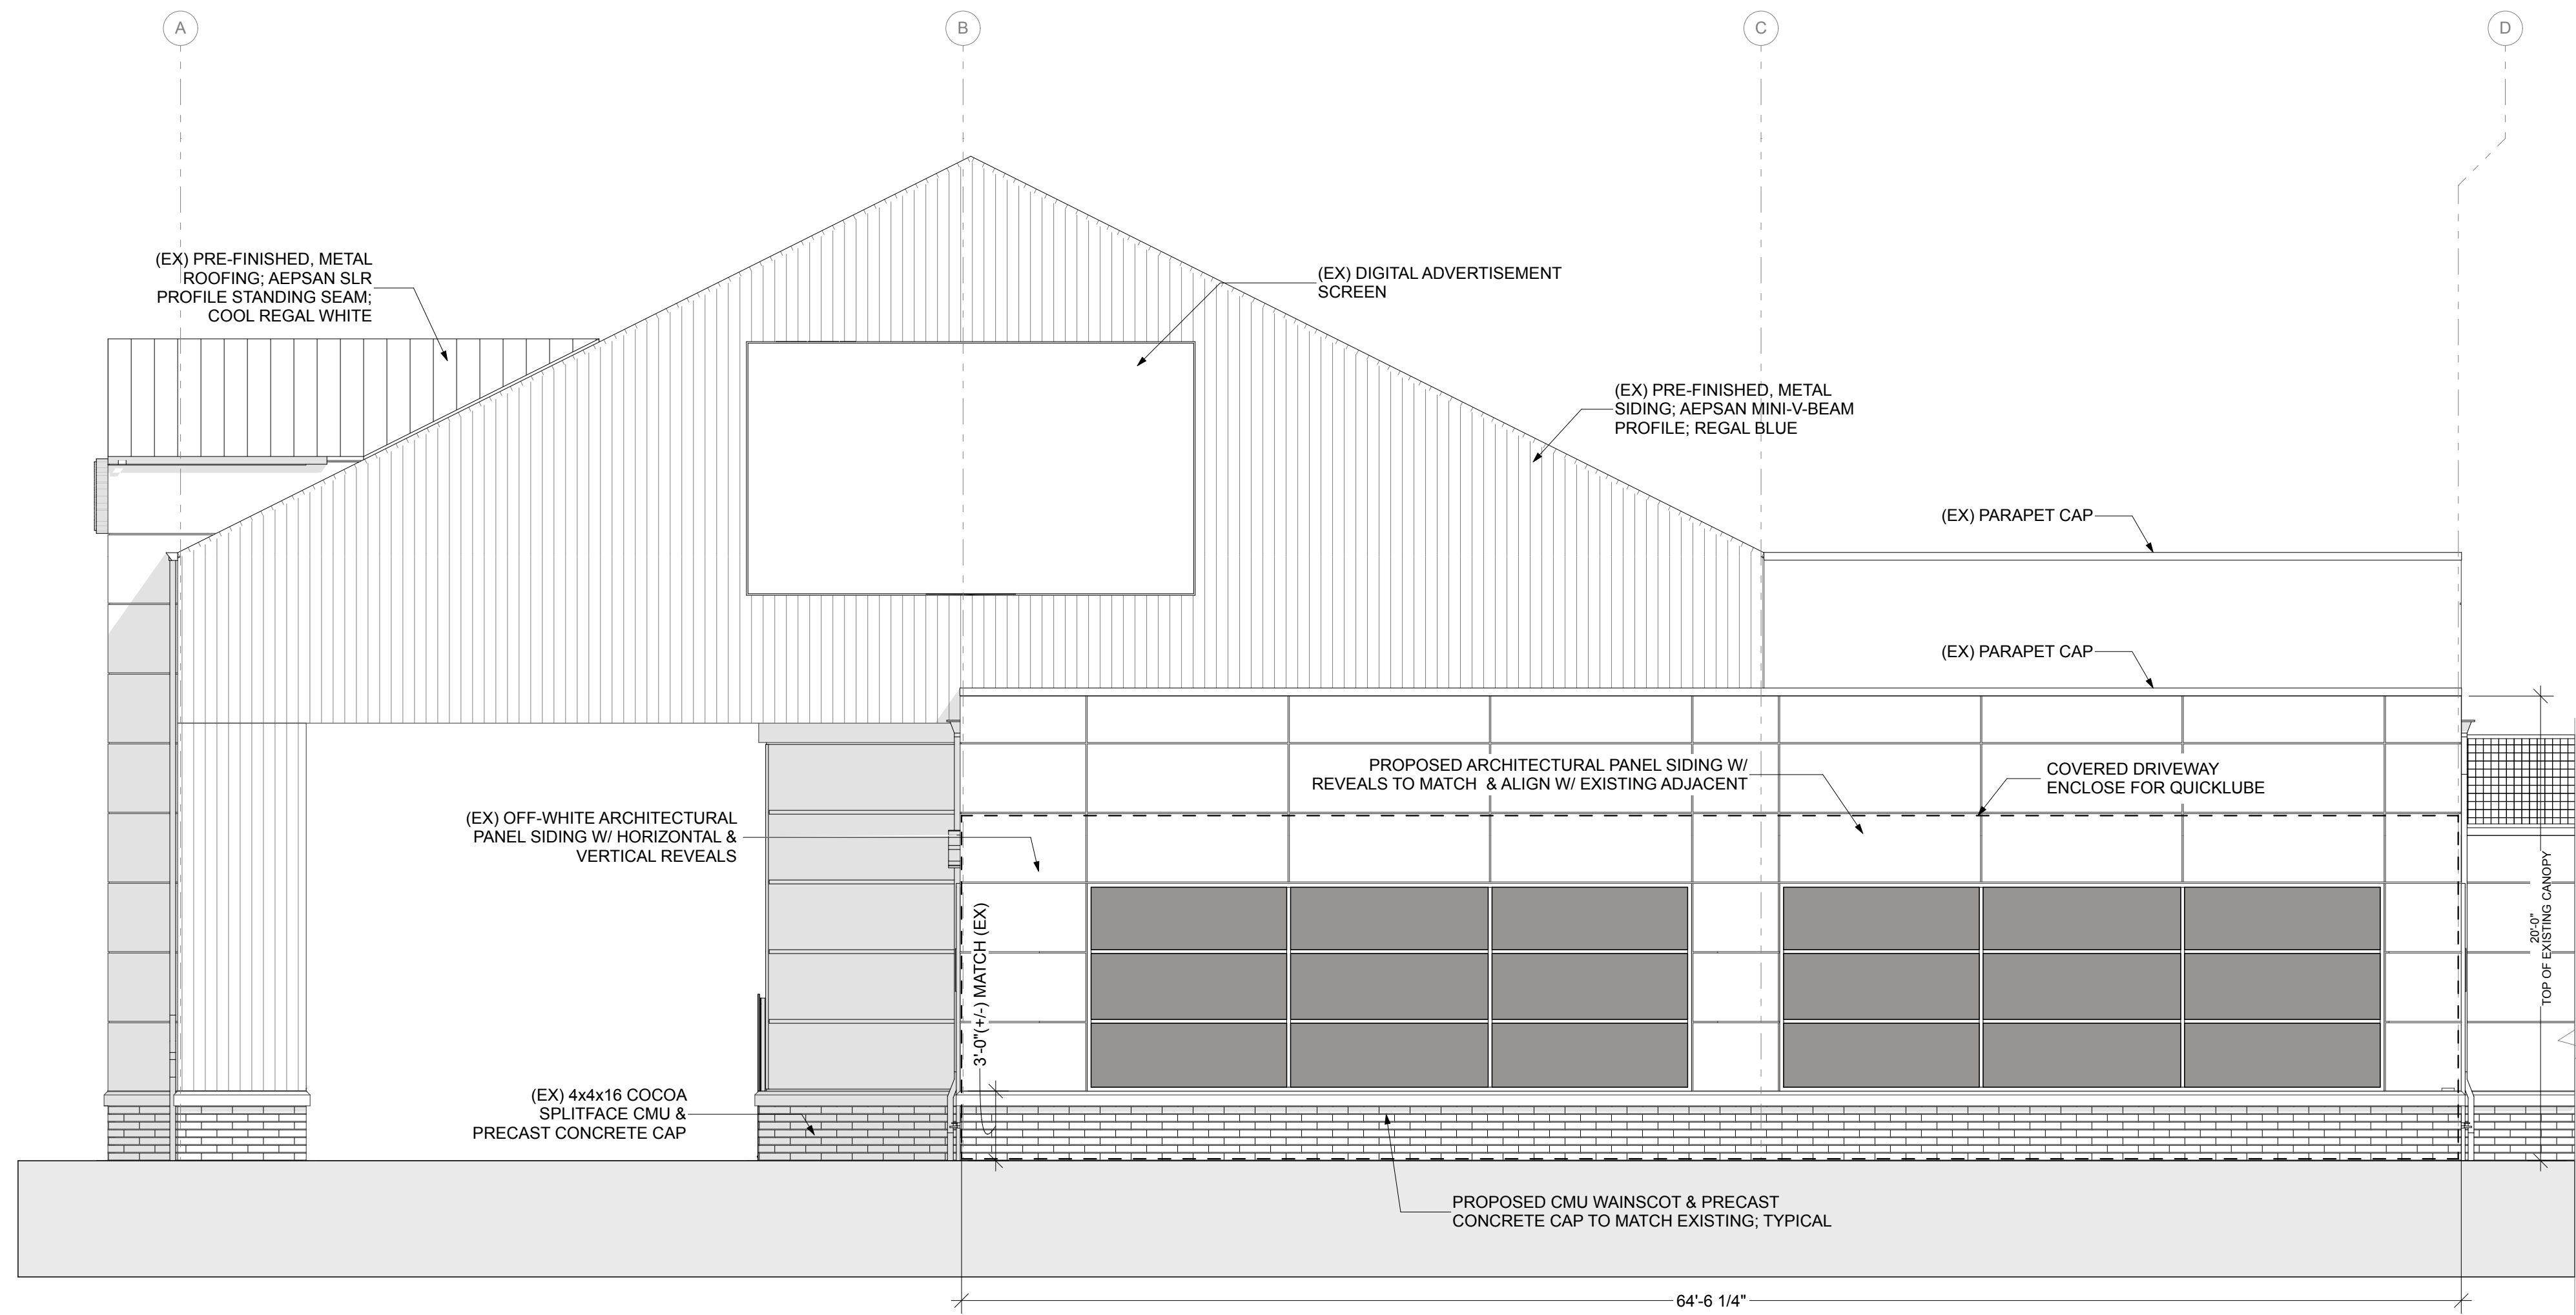 A
B
C
D
(EX) PRE-FINISHED, METAL
ROOFING; AEPSAN SLR
PROFILE STANDING SEAM;
COOL REGAL WHITE
(EX) DIGITAL ADVERTISEMENT
SCREEN
(EX) PRE-FINISHED, METAL
SIDING; AEPSAN MINI-V-BEAM
PROFILE; REGAL BLUE
(EX) PARAPET CAP
(EX) PARAPET CAP
PROPOSED ARCHITECTURAL PANEL SIDING W/
REVEALS TO MATCH & ALIGN W/ EXISTING ADJACENT
COVERED DRIVEWAY
ENCLOSE FOR QUICKLUBE
(EX) OFF-WHITE ARCHITECTURAL
PANEL SIDING W/ HORIZONTAL &
VERTICAL REVEALS
3'-0"(+/-) MATCH (EX)
20'-0"
TOP OF EXISTING CANOPY
(EX) 4x4x16 COCOA
SPLITFACE CMU &
PRECAST CONCRETE CAP
PROPOSED CMU WAINSCOT & PRECAST
CONCRETE CAP TO MATCH EXISTING; TYPICAL
64'-6 1/4"